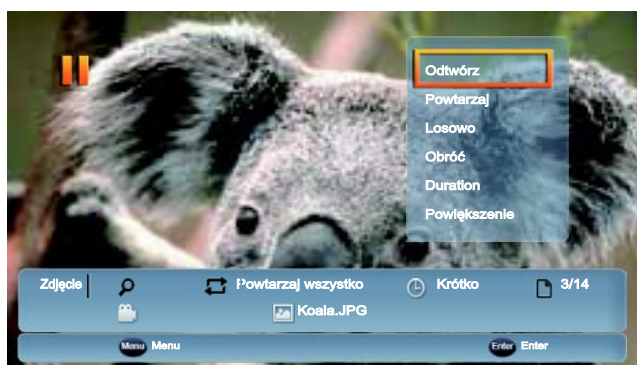 Odtwórz
Powtarzaj
Losowo
Obróć
Duration
Powiększenie
Zdjęcie Powtarzaj wszystko Krótko 3/14
Koala.JPG
Menu Menu Enter Enter